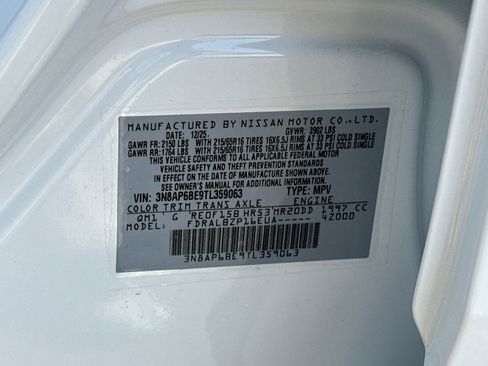 MANUFACTURED BY NISSAN MOTOR CO., LTD.
DATE: 12/25 GVWR: 3902 LBS
GAWR FR: 2150 LBS WITH 215/65R16 TIRES 16X6.5J RIMS AT 33 PSI COLD SINGLE
GAWR RR: 1764 LBS WITH 215/65R16 TIRES 16X6.5J RIMS AT 33 PSI COLD SINGLE
THIS VEHICLE CONFORMS TO ALL APPLICABLE FEDERAL MOTOR
VEHICLE SAFETY AND THEFT PREVENTION STANDARDS
IN EFFECT ON THE DATE OF MANUFACTURE SHOWN ABOVE.
SEE OWNER'S MANUAL FOR ADDITIONAL INFORMATION
VIN: 3N8AP6BE9TL359063 TYPE: MPV
COLOR TRIM TRANS AXLE ENGINE
QM1 G RE0F15B HR53 MR20DD 1997 CC
MODEL: FDRALBZP16EUA----- 4Z000
3N8AP6BE9TL359063